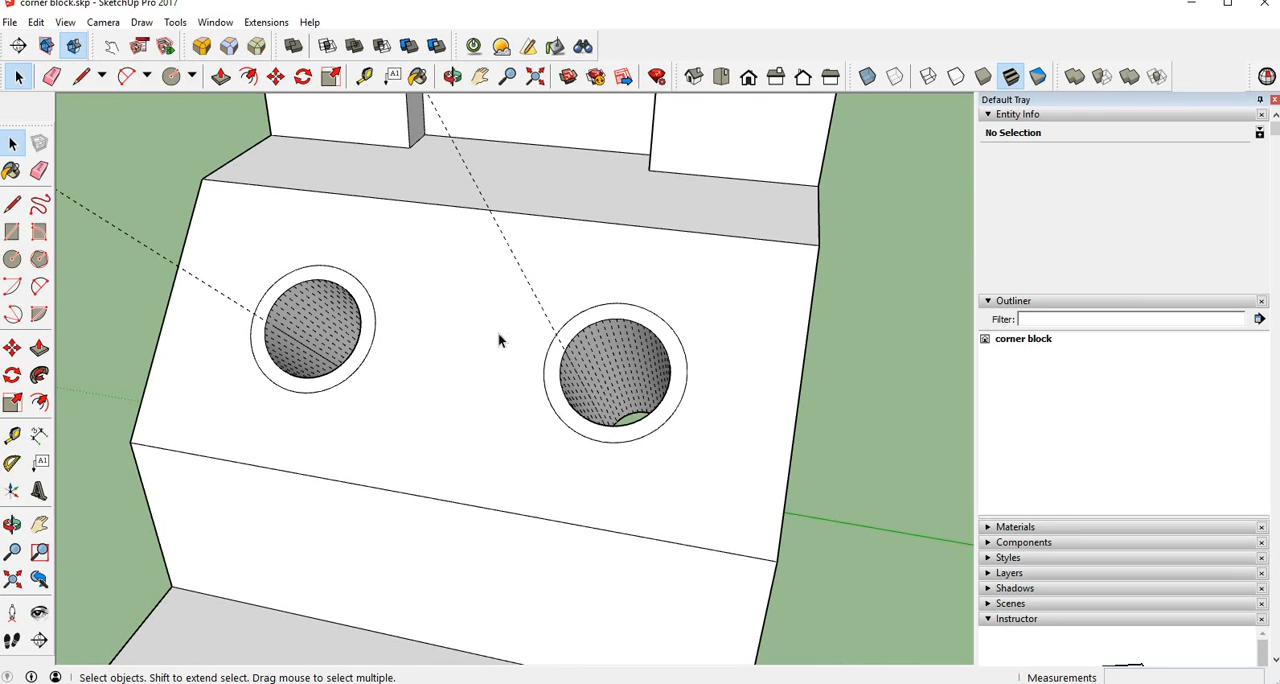 corner block.skp - SketchUp Pro 2017
File Edit View Camera Draw Tools Window Extensions Help
A1
Default Tray
Entity Info
No Selection
Outliner
Filter:
corner block
A1
Materials
Components
Styles
Layers
Shadows
Scenes
Instructor
Select objects. Shift to extend select. Drag mouse to select multiple.
Measurements